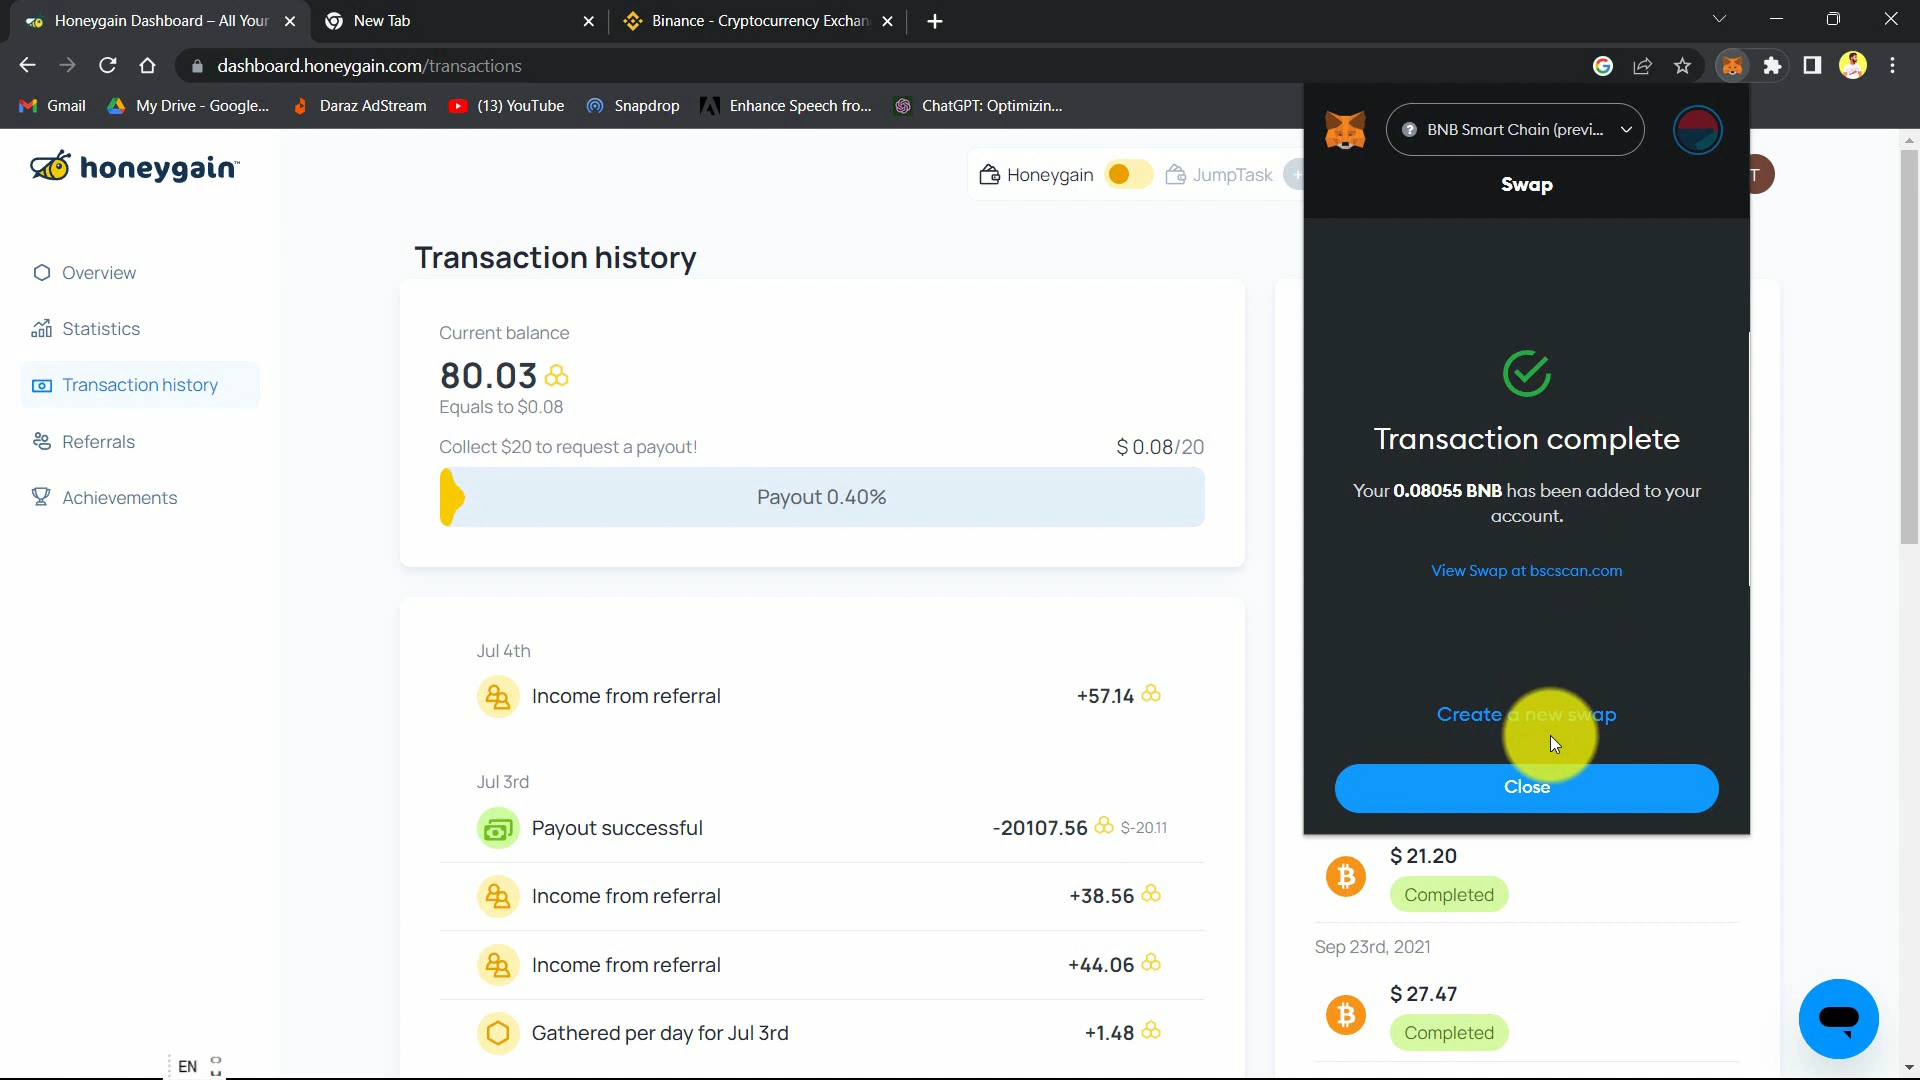 Honeygain Dashboard – All Your
New Tab
Binance - Cryptocurrency Exchan
dashboard.honeygain.com/transactions
Gmail
My Drive - Google...
Daraz AdStream
(13) YouTube
Snapdrop
Enhance Speech fro...
ChatGPT: Optimizin...
honeygain
Honeygain
JumpTask
T
Overview
Statistics
Transaction history
Referrals
Achievements
Transaction history
Current balance
80.03
Equals to $0.08
Collect $20 to request a payout!
$ 0.08/20
Payout 0.40%
Jul 4th
Income from referral
+57.14
Jul 3rd
Payout successful
-20107.56
$-20.11
Income from referral
+38.56
Income from referral
+44.06
Gathered per day for Jul 3rd
+1.48
BNB Smart Chain (previ...
Swap
Transaction complete
Your 0.08055 BNB has been added to your
account.
View Swap at bscscan.com
Create a new swap
Close
$ 21.20
Completed
Sep 23rd, 2021
$ 27.47
Completed
EN